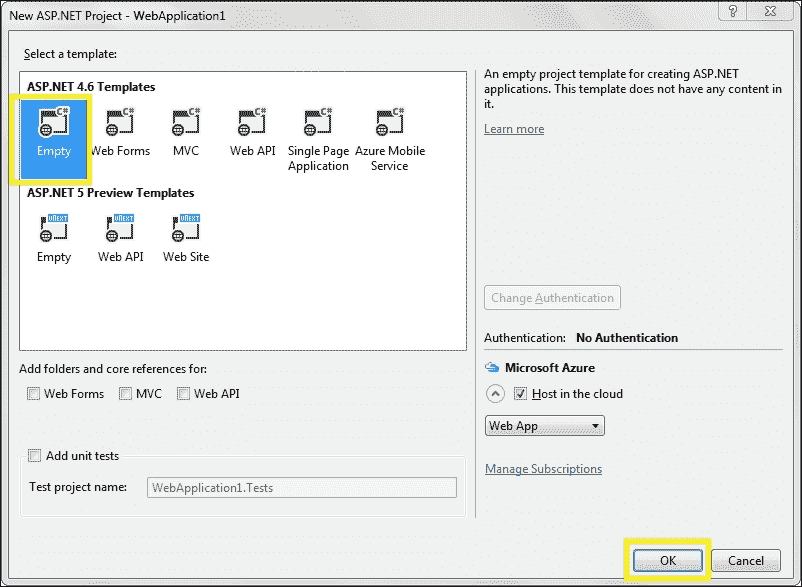 New ASP.NET Project - WebApplication1
?
Select a template:
ASP.NET 4.6 Templates
C# C# C# C# C# C#
Empty Web Forms MVC Web API Single Page Azure Mobile
Application Service
ASP.NET 5 Preview Templates
VNEXT VNEXT VNEXT
Empty Web API Web Site
An empty project template for creating ASP.NET
applications. This template does not have any content in
it.
Learn more
Change Authentication
Authentication: No Authentication
Microsoft Azure
Host in the cloud
Web App
Manage Subscriptions
Add folders and core references for:
Web Forms MVC Web API
Add unit tests
Test project name: WebApplication1.Tests
OK Cancel